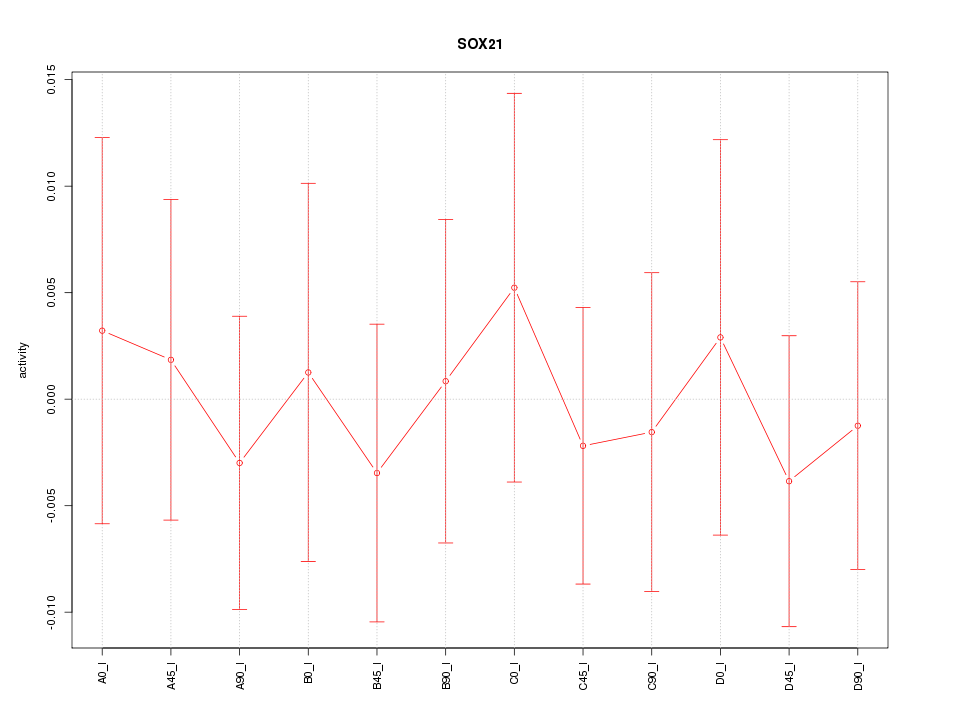 SOX21
activity
0.015
0.010
0.005
0.000
-0.005
-0.010
A0_I
A45_I
A90_I
B0_I
B45_I
B90_I
C0_I
C45_I
C90_I
D0_I
D45_I
D90_I